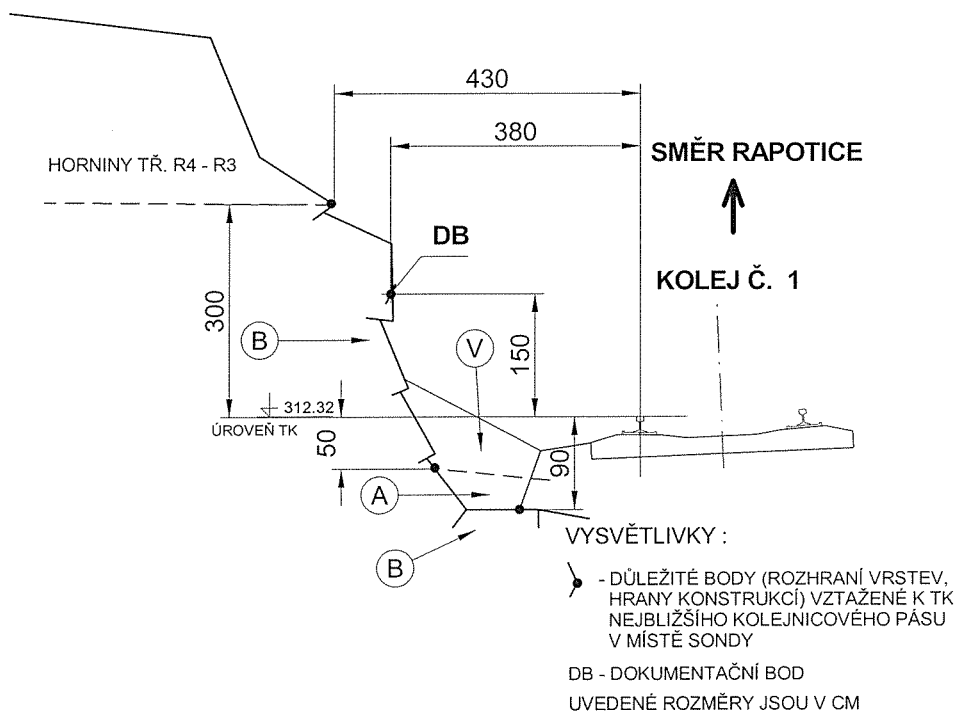 430
380
SMĚR RAPOTICE
HORNINY TŘ. R4 - R3
DB
KOLEJ Č. 1
300
B
V
150
312.32
ÚROVEŇ TK
50
90
A
B
VYSVĚTLIVKY :
- DŮLEŽITÉ BODY (ROZHRANÍ VRSTEV,
HRANY KONSTRUKCÍ) VZTAŽENÉ K TK
NEJBLIŽŠÍHO KOLEJNICOVÉHO PÁSU
V MÍSTĚ SONDY
DB - DOKUMENTAČNÍ BOD
UVEDENÉ ROZMĚRY JSOU V CM